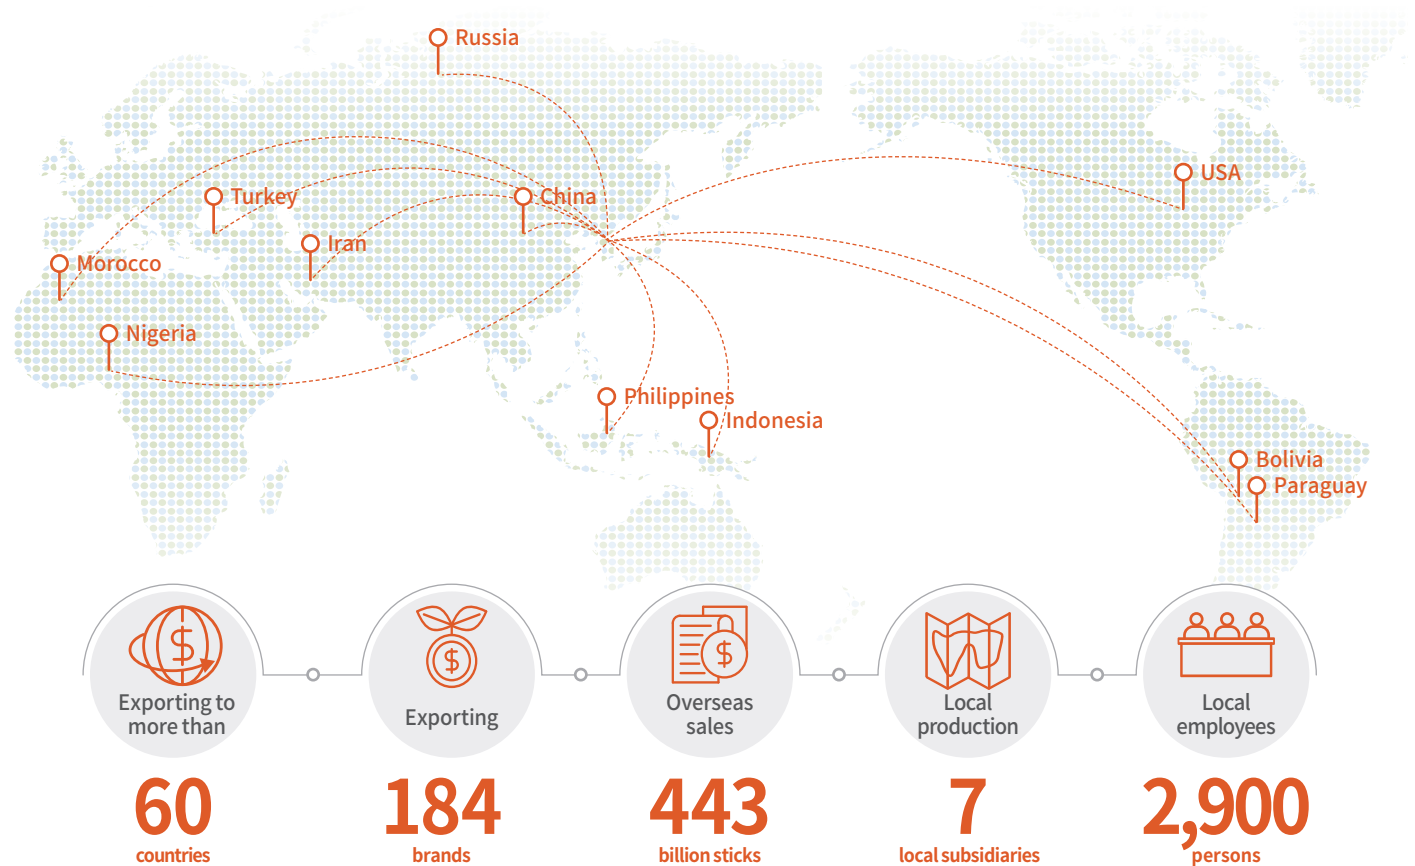 Russia
USA
Turkey
China
Iran
Morocco
Nigeria
Philippines
Indonesia
Bolivia
Paraguay
Exporting to
more than
60
countries
Exporting
184
brands
Overseas
sales
443
billion sticks
Local
production
7
local subsidiaries
Local
employees
2,900
persons